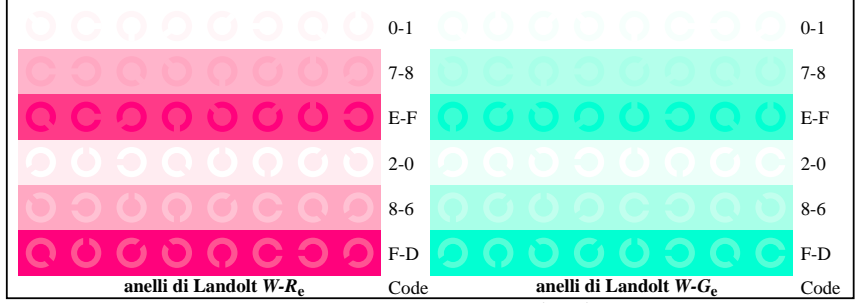 0-1 0-1
7-8 7-8
E-F E-F
2-0 2-0
8-6 8-6
F-D F-D
anelli di Landolt W-Re Code anelli di Landolt W-Ge Code